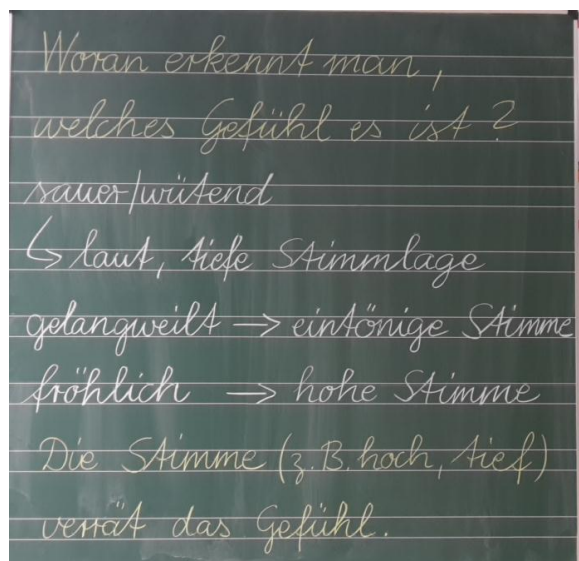 Woran erkennt man,
welches Gefühl es ist?
sauer/wütend
↳ laut, tiefe Stimmlage
gelangweilt → eintönige Stimme
fröhlich → hohe Stimme
Die Stimme (z.B. hoch, tief)
verrät das Gefühl.